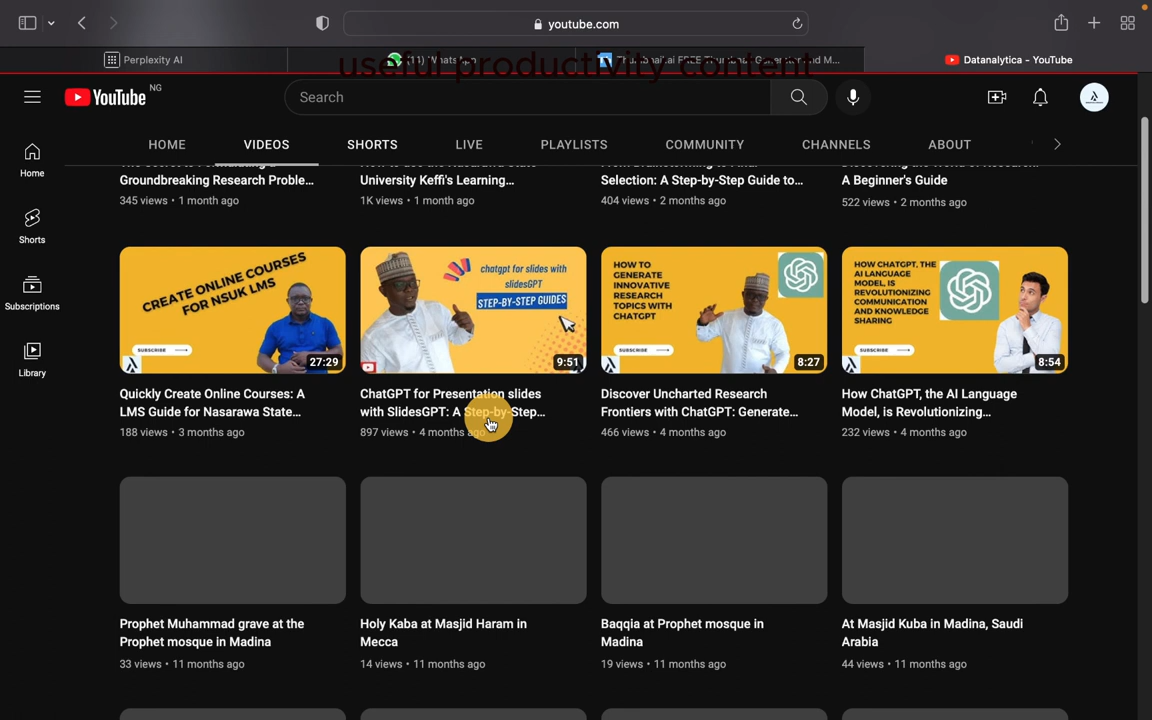 youtube.com
Perplexity AI
(11) WhatsApp
Datanalytica - YouTube
useful productivity content
YouTube NG
Search
HOME
VIDEOS
SHORTS
LIVE
PLAYLISTS
COMMUNITY
CHANNELS
ABOUT
Home
Shorts
Subscriptions
Library
Groundbreaking Research Proble...
345 views • 1 month ago
University Keffi's Learning...
1K views • 1 month ago
Selection: A Step-by-Step Guide to...
404 views • 2 months ago
A Beginner's Guide
522 views • 2 months ago
CREATE ONLINE COURSES
FOR NSUK LMS
SUBSCRIBE
27:29
chatgpt for slides with
slidesGPT
STEP-BY-STEP GUIDES
9:51
HOW TO
GENERATE
INNOVATIVE
RESEARCH
TOPICS WITH
CHATGPT
SUBSCRIBE
8:27
HOW CHATGPT, THE
AI LANGUAGE
MODEL, IS
REVOLUTIONIZING
COMMUNICATION
AND KNOWLEDGE
SHARING
SUBSCRIBE
8:54
Quickly Create Online Courses: A
LMS Guide for Nasarawa State...
188 views • 3 months ago
ChatGPT for Presentation slides
with SlidesGPT: A Step-by-Step...
897 views • 4 months ago
Discover Uncharted Research
Frontiers with ChatGPT: Generate...
466 views • 4 months ago
How ChatGPT, the AI Language
Model, is Revolutionizing...
232 views • 4 months ago
Prophet Muhammad grave at the
Prophet mosque in Madina
33 views • 11 months ago
Holy Kaba at Masjid Haram in
Mecca
14 views • 11 months ago
Baqqia at Prophet mosque in
Madina
19 views • 11 months ago
At Masjid Kuba in Madina, Saudi
Arabia
44 views • 11 months ago